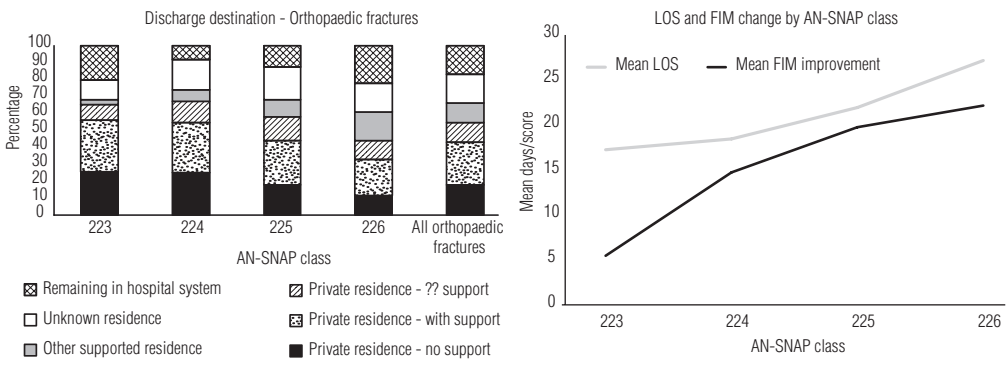 Discharge destination - Orthopaedic fractures
Percentage
100
90
80
70
60
50
40
30
20
10
0
223
224
225
226
All orthopaedic
fractures
AN-SNAP class
Remaining in hospital system
Unknown residence
Other supported residence
Private residence - ?? support
Private residence - with support
Private residence - no support
LOS and FIM change by AN-SNAP class
Mean days/score
30
25
20
15
10
5
0
Mean LOS
Mean FIM improvement
223
224
225
226
AN-SNAP class